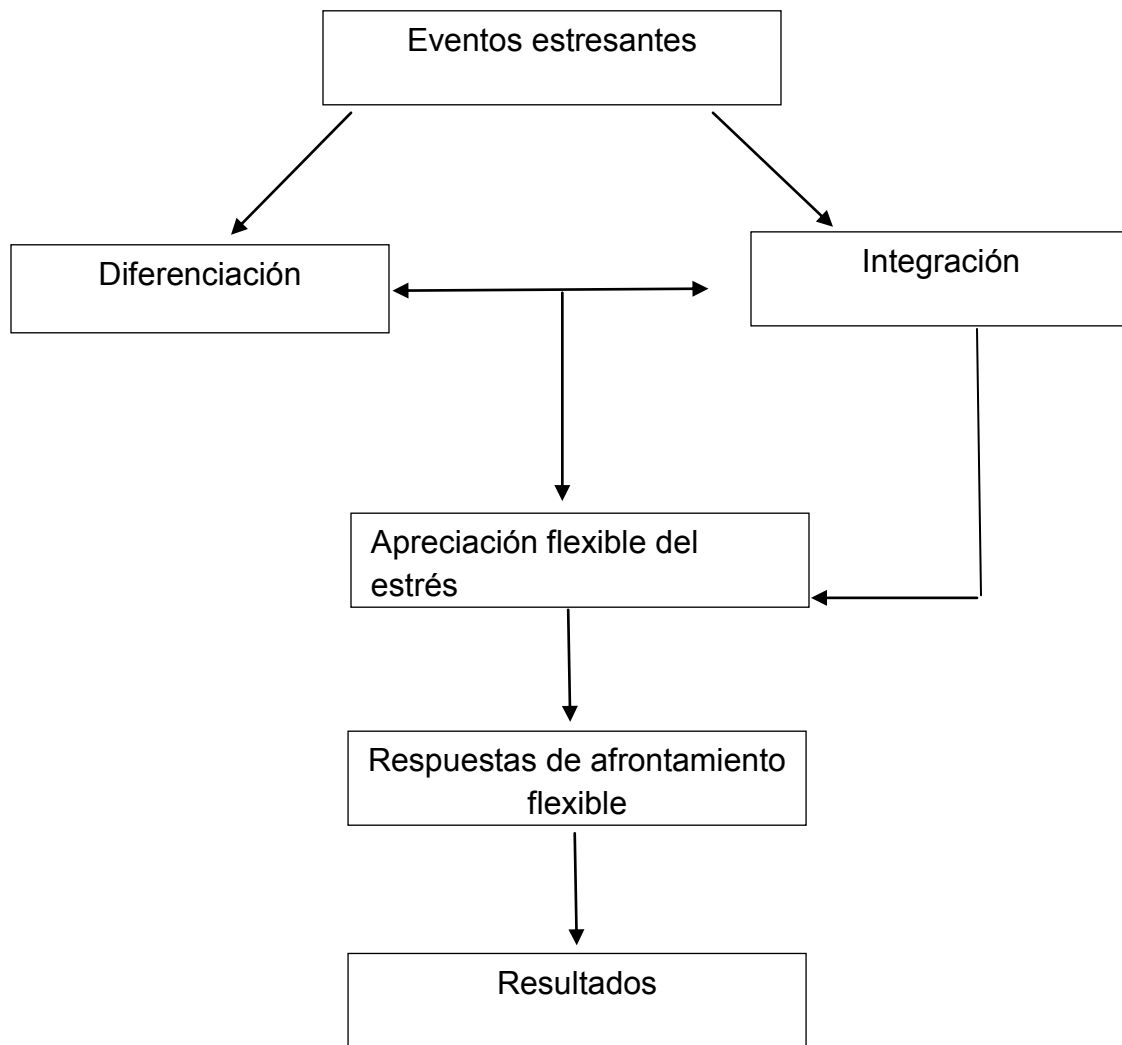 Eventos estresantes
Diferenciación
Integración
Apreciación flexible del
estrés
Respuestas de afrontamiento
flexible
Resultados